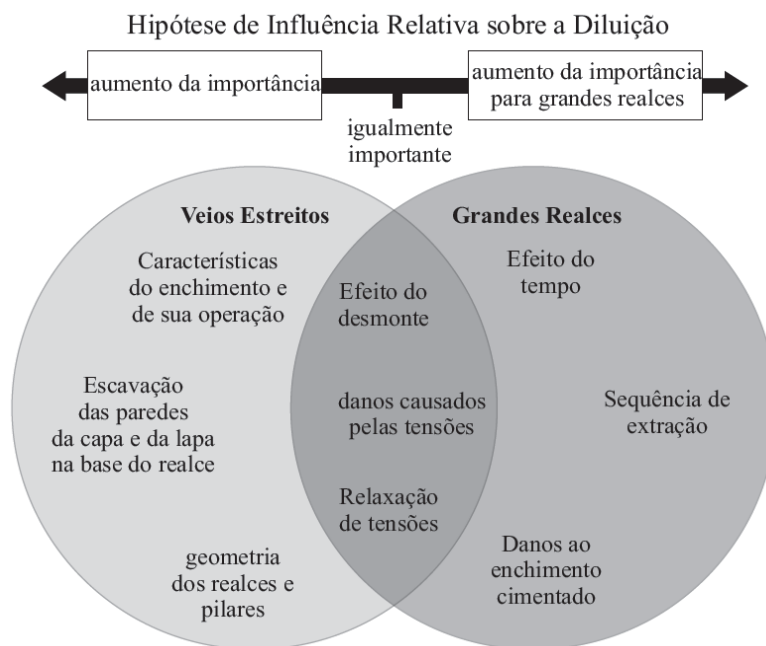 Hipótese de Influência Relativa sobre a Diluição
aumento da importância
aumento da importância
para grandes realces
igualmente
importante
Veios Estreitos
Características
do enchimento e
de sua operação
Escavação
das paredes
da capa e da lapa
na base do realce
geometria
dos realces e
pilares
Efeito do
desmonte
danos causados
pelas tensões
Relaxação
de tensões
Grandes Realces
Efeito do
tempo
Sequência de
extração
Danos ao
enchimento
cimentado